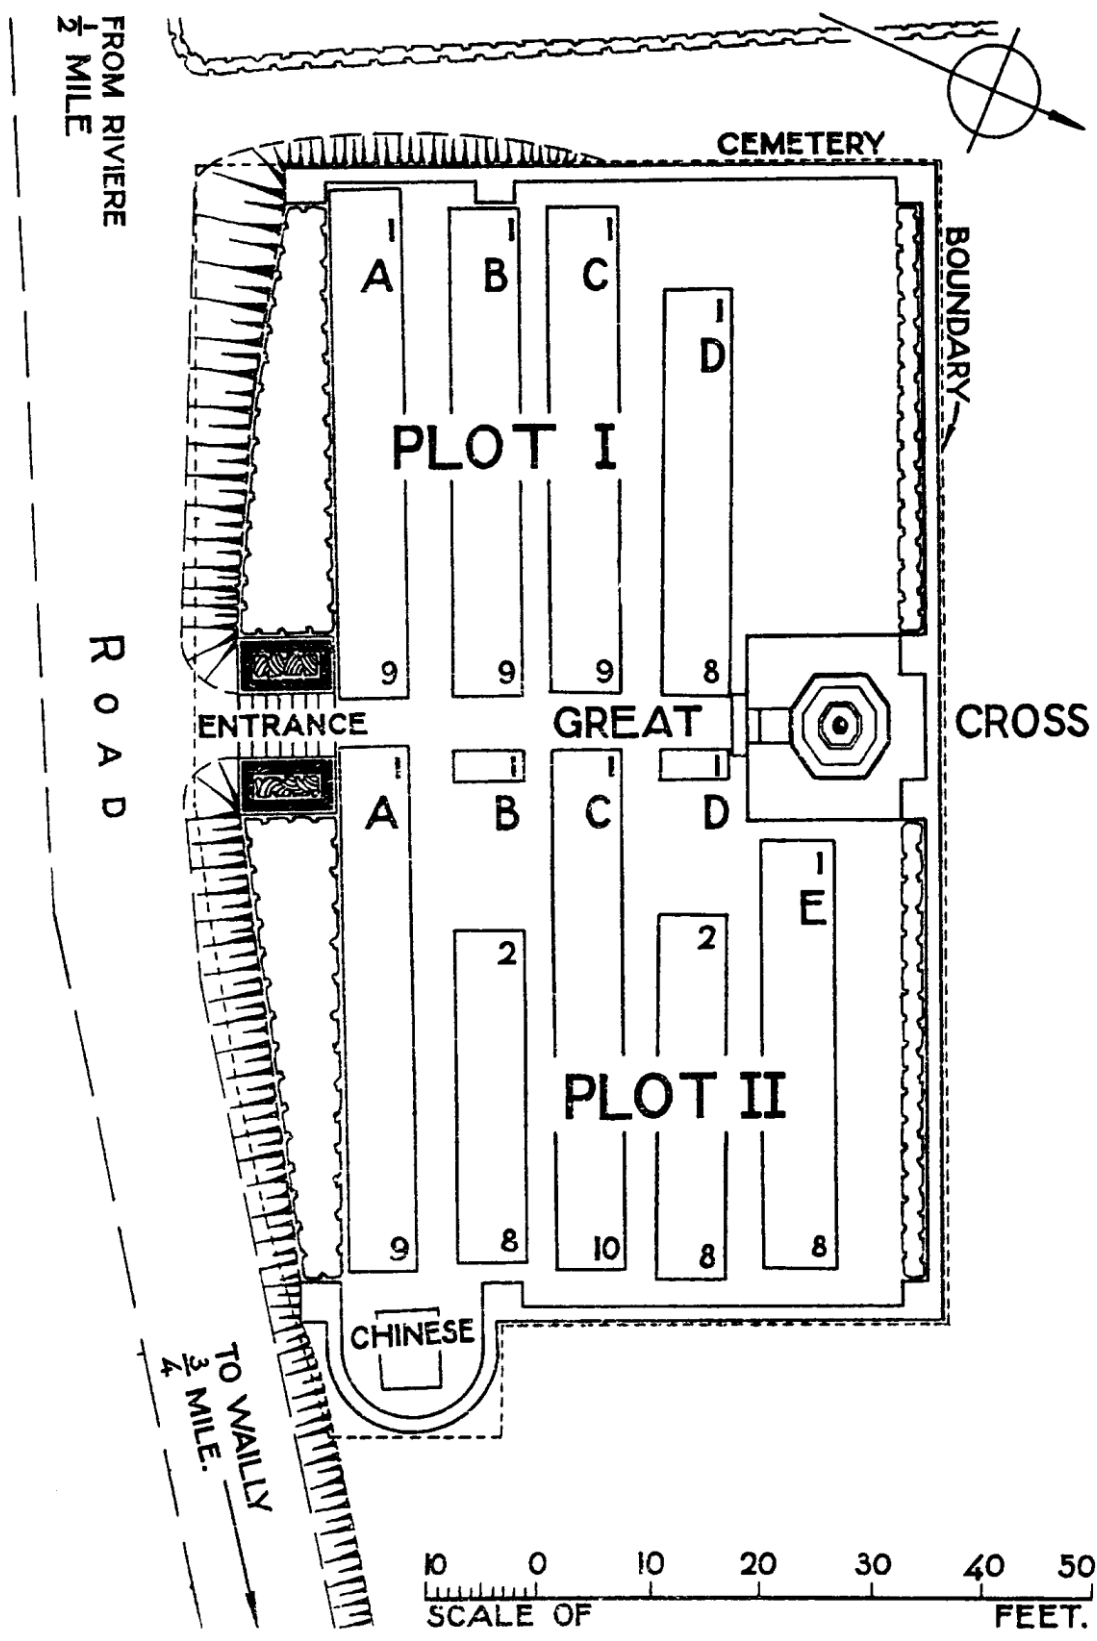 FROM RIVIERE
1/2 MILE
CEMETERY
BOUNDARY
1 1 1
A B C
1
D
PLOT I
9 9 9 8
ROAD
ENTRANCE
GREAT CROSS
1 1 1 1
A B C D
1
E
2 2
PLOT II
9 8 10 8 8
CHINESE
TO WAILLY
3/4 MILE.
10 0 10 20 30 40 50
SCALE OF FEET.